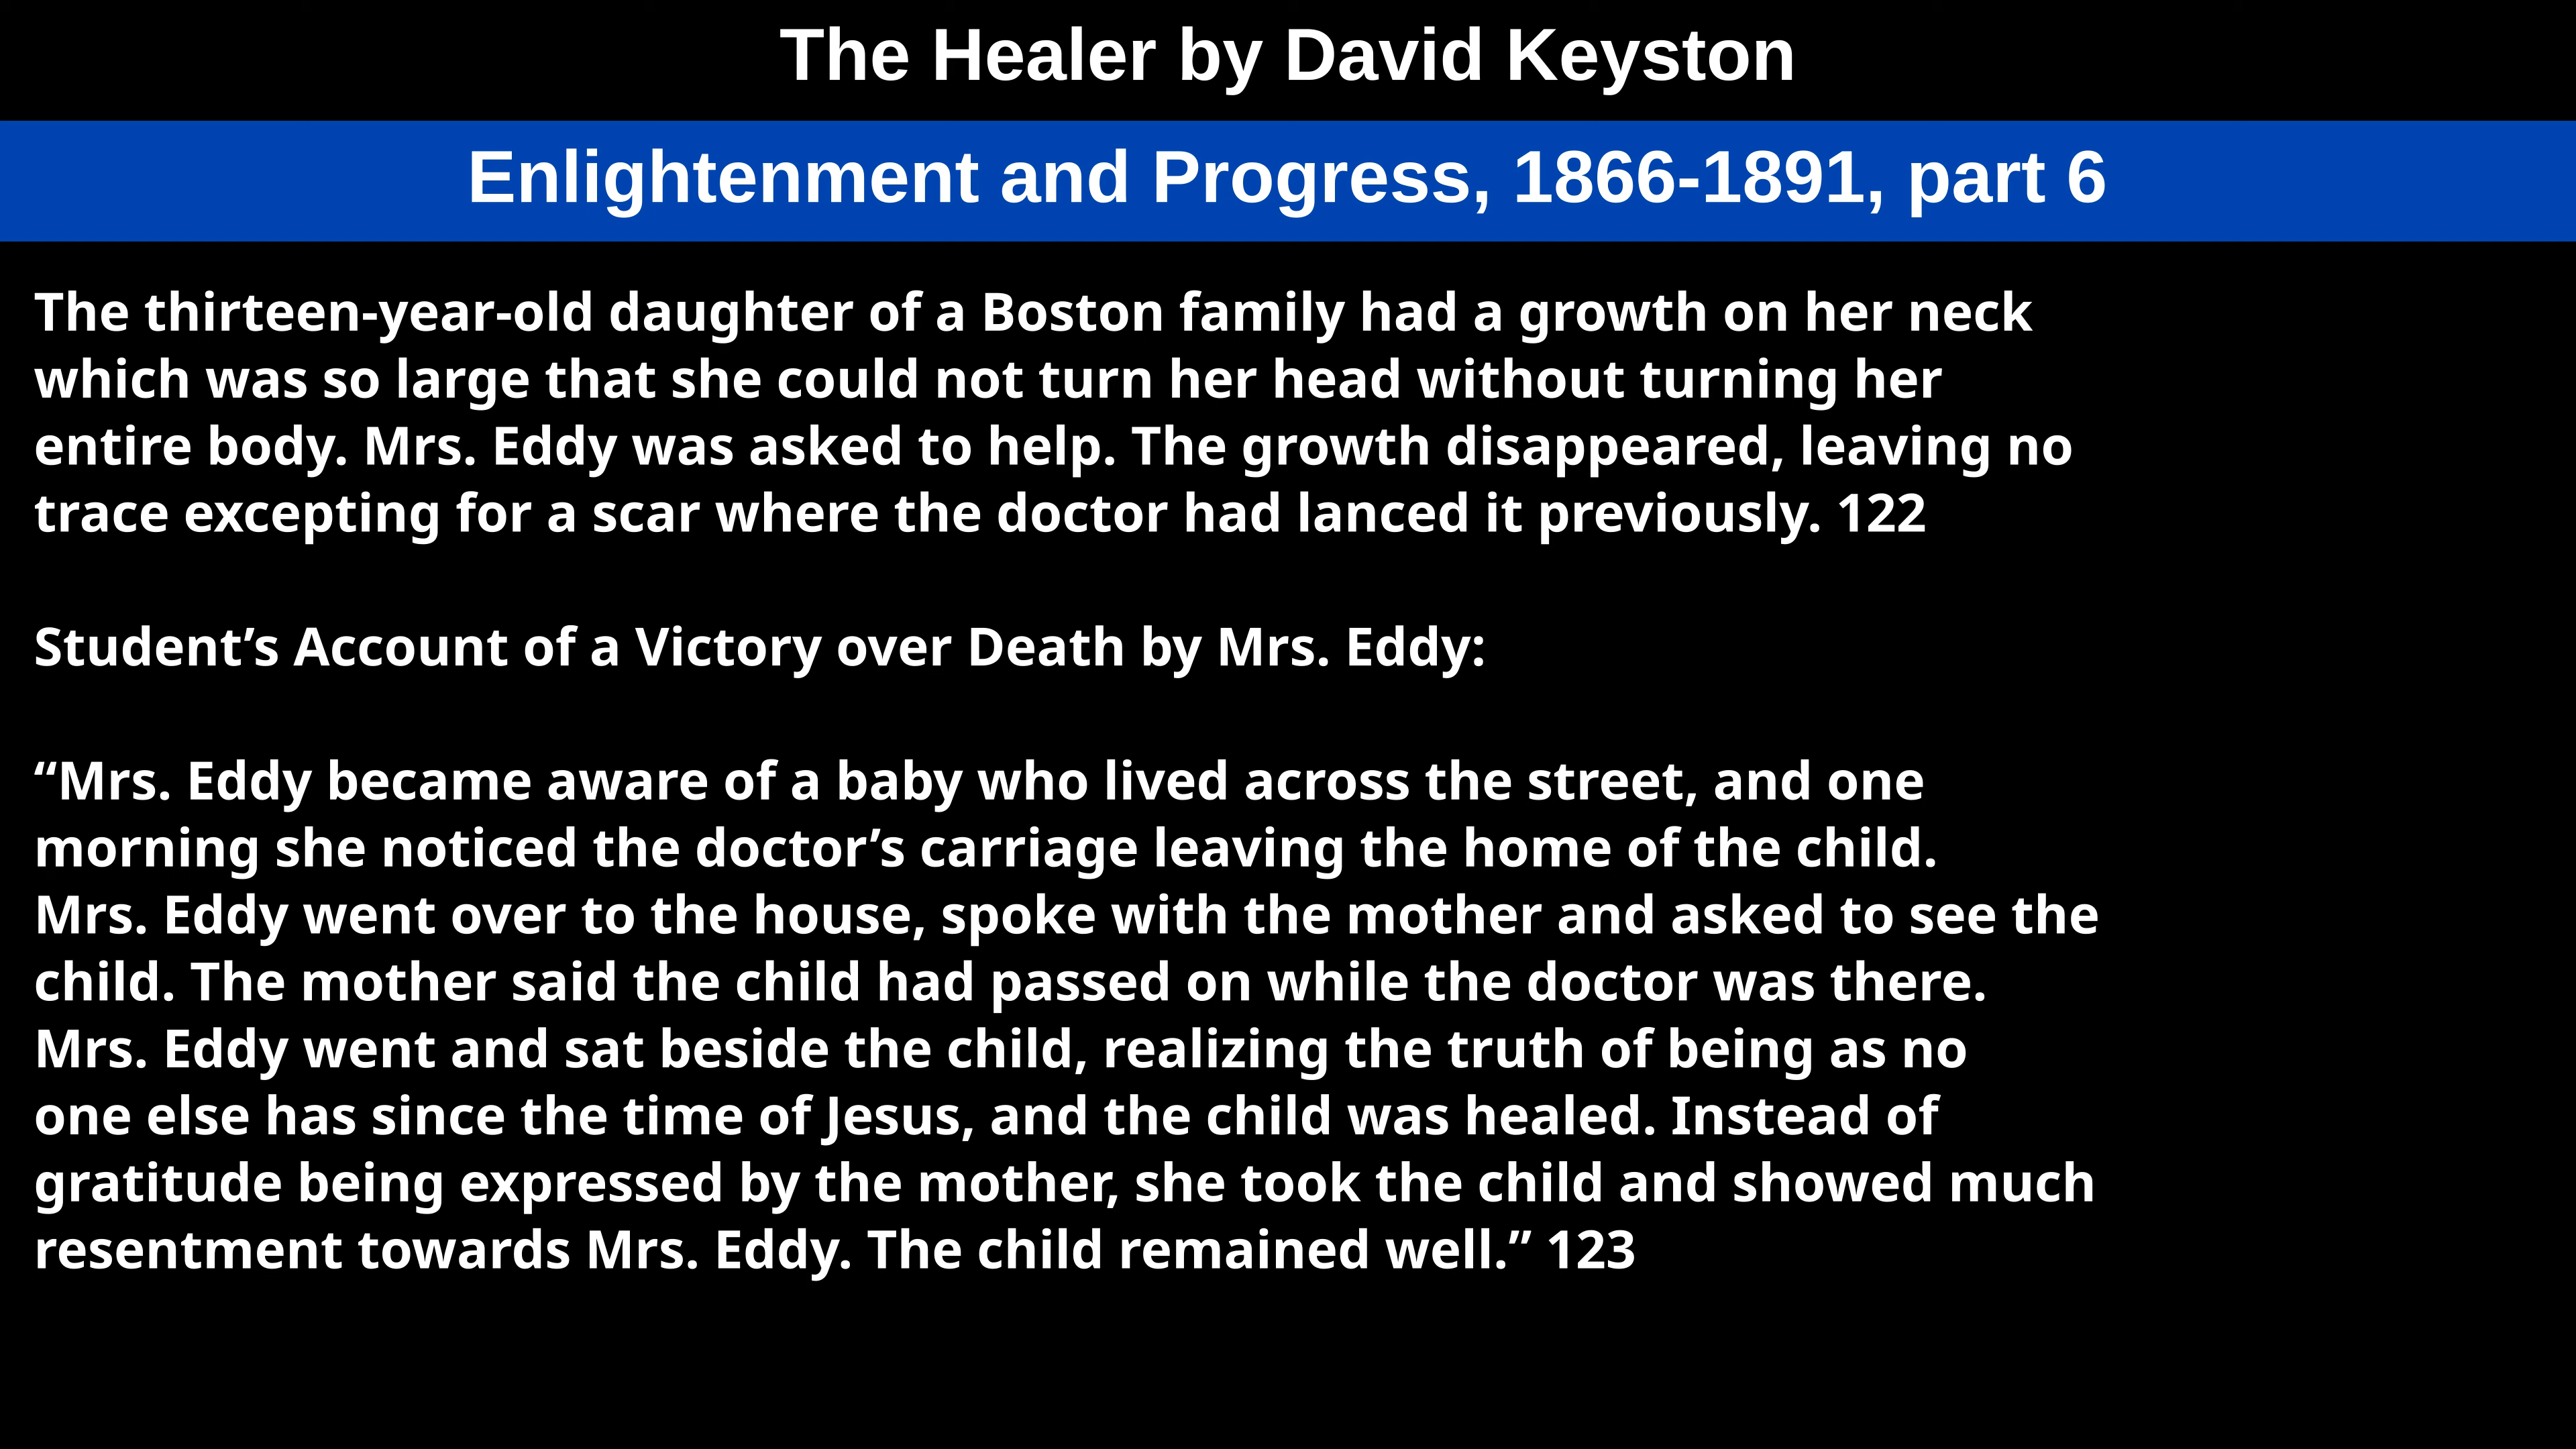 The Healer by David Keyston
Enlightenment and Progress, 1866-1891, part 6
The thirteen-year-old daughter of a Boston family had a growth on her neck
which was so large that she could not turn her head without turning her
entire body. Mrs. Eddy was asked to help. The growth disappeared, leaving no
trace excepting for a scar where the doctor had lanced it previously. 122
Student’s Account of a Victory over Death by Mrs. Eddy:
“Mrs. Eddy became aware of a baby who lived across the street, and one
morning she noticed the doctor’s carriage leaving the home of the child.
Mrs. Eddy went over to the house, spoke with the mother and asked to see the
child. The mother said the child had passed on while the doctor was there.
Mrs. Eddy went and sat beside the child, realizing the truth of being as no
one else has since the time of Jesus, and the child was healed. Instead of
gratitude being expressed by the mother, she took the child and showed much
resentment towards Mrs. Eddy. The child remained well.” 123